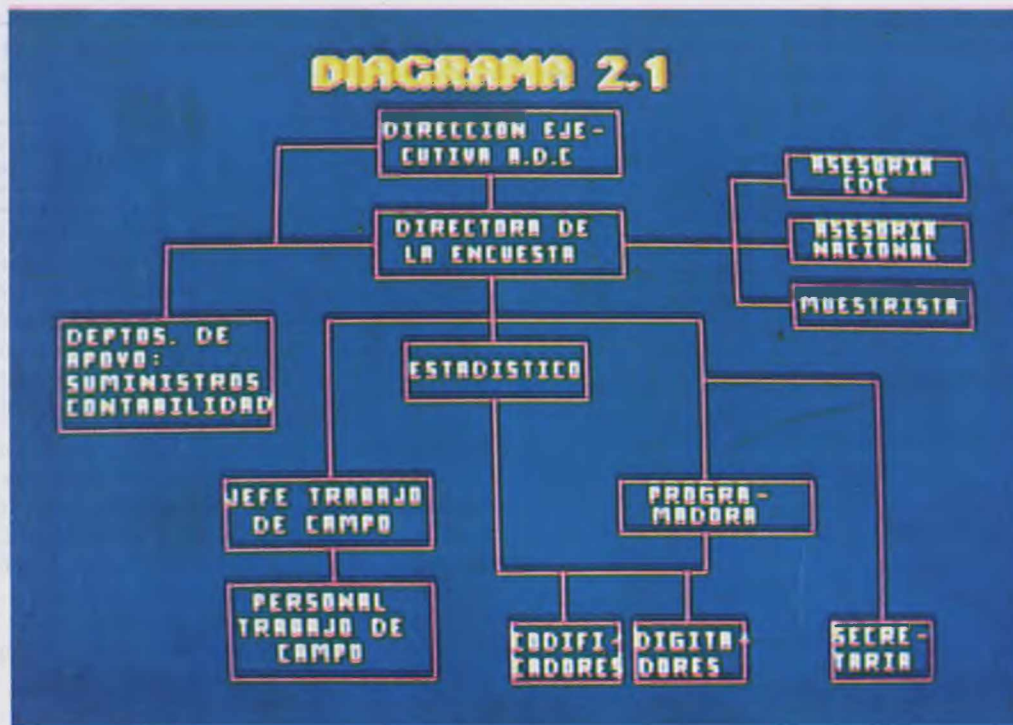 DIAGRAMA 2.1
DIRECCION EJE-
CUTIVA A.D.C
DIRECTORA DE
LA ENCUESTA
ASESORIA
CDC
ASESORIA
NACIONAL
MUESTRISTA
DEPTOS. DE
APOYO:
SUMINISTROS
CONTABILIDAD
ESTADISTICO
JEFE TRABAJO
DE CAMPO
PROGRA-
MADORA
PERSONAL
TRABAJO DE
CAMPO
CODIFI-
CADORES
DIGITA-
DORES
SECRE-
TARIA